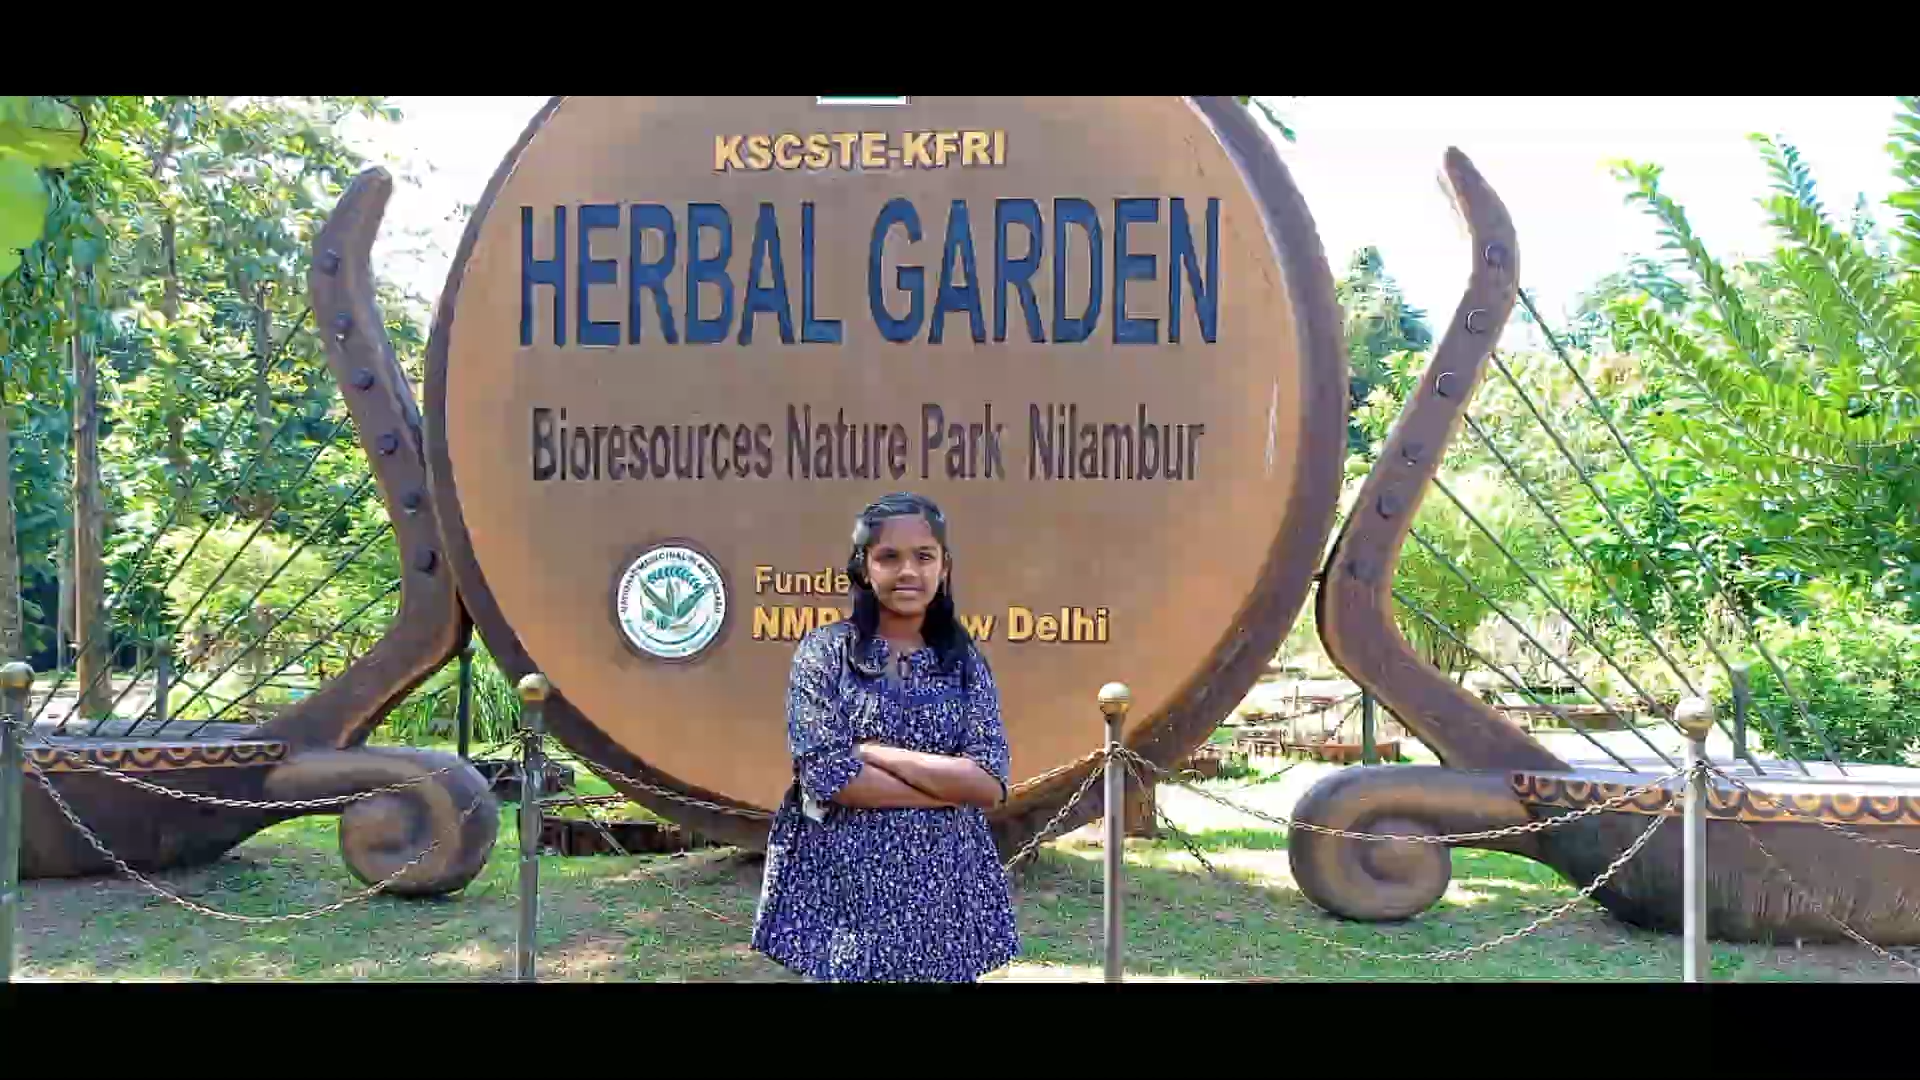 KSCSTE-KFRI
HERBAL GARDEN
Bioresources Nature Park Nilambur
Funde
NMP w Delhi